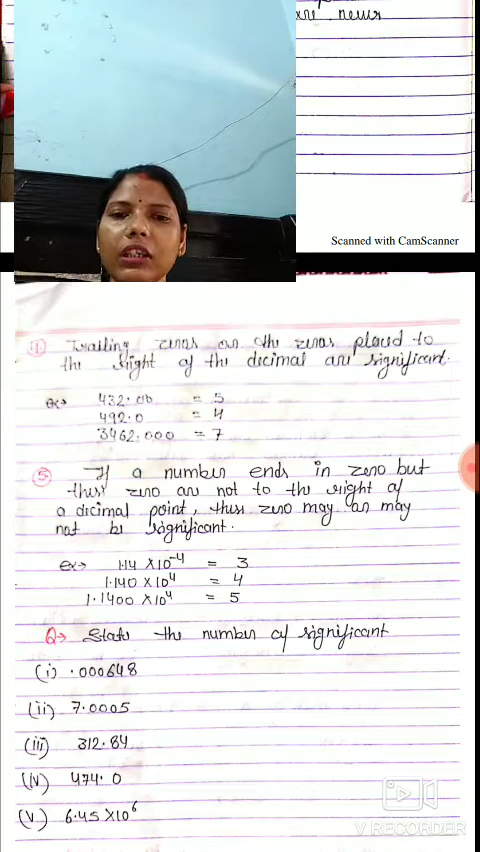 are never
Scanned with CamScanner
(4) Trailing zeros or the zeros placed to
the right of the decimal are significant.
ex→ 432.00 = 5
492.0 = 4
3462.000 = 7
(5) If a number ends in zero but
these zero are not to the right of
a decimal point, these zero may or may
not be significant.
ex→ 1.14 × 10⁻⁴ = 3
1.140 × 10⁴ = 4
1.1400 × 10⁴ = 5
Q→ State the number of significant
(i) .000648
(ii) 7.0005
(iii) 312.84
(iv) 474.0
(v) 6.45 × 10⁶
V RECORDER